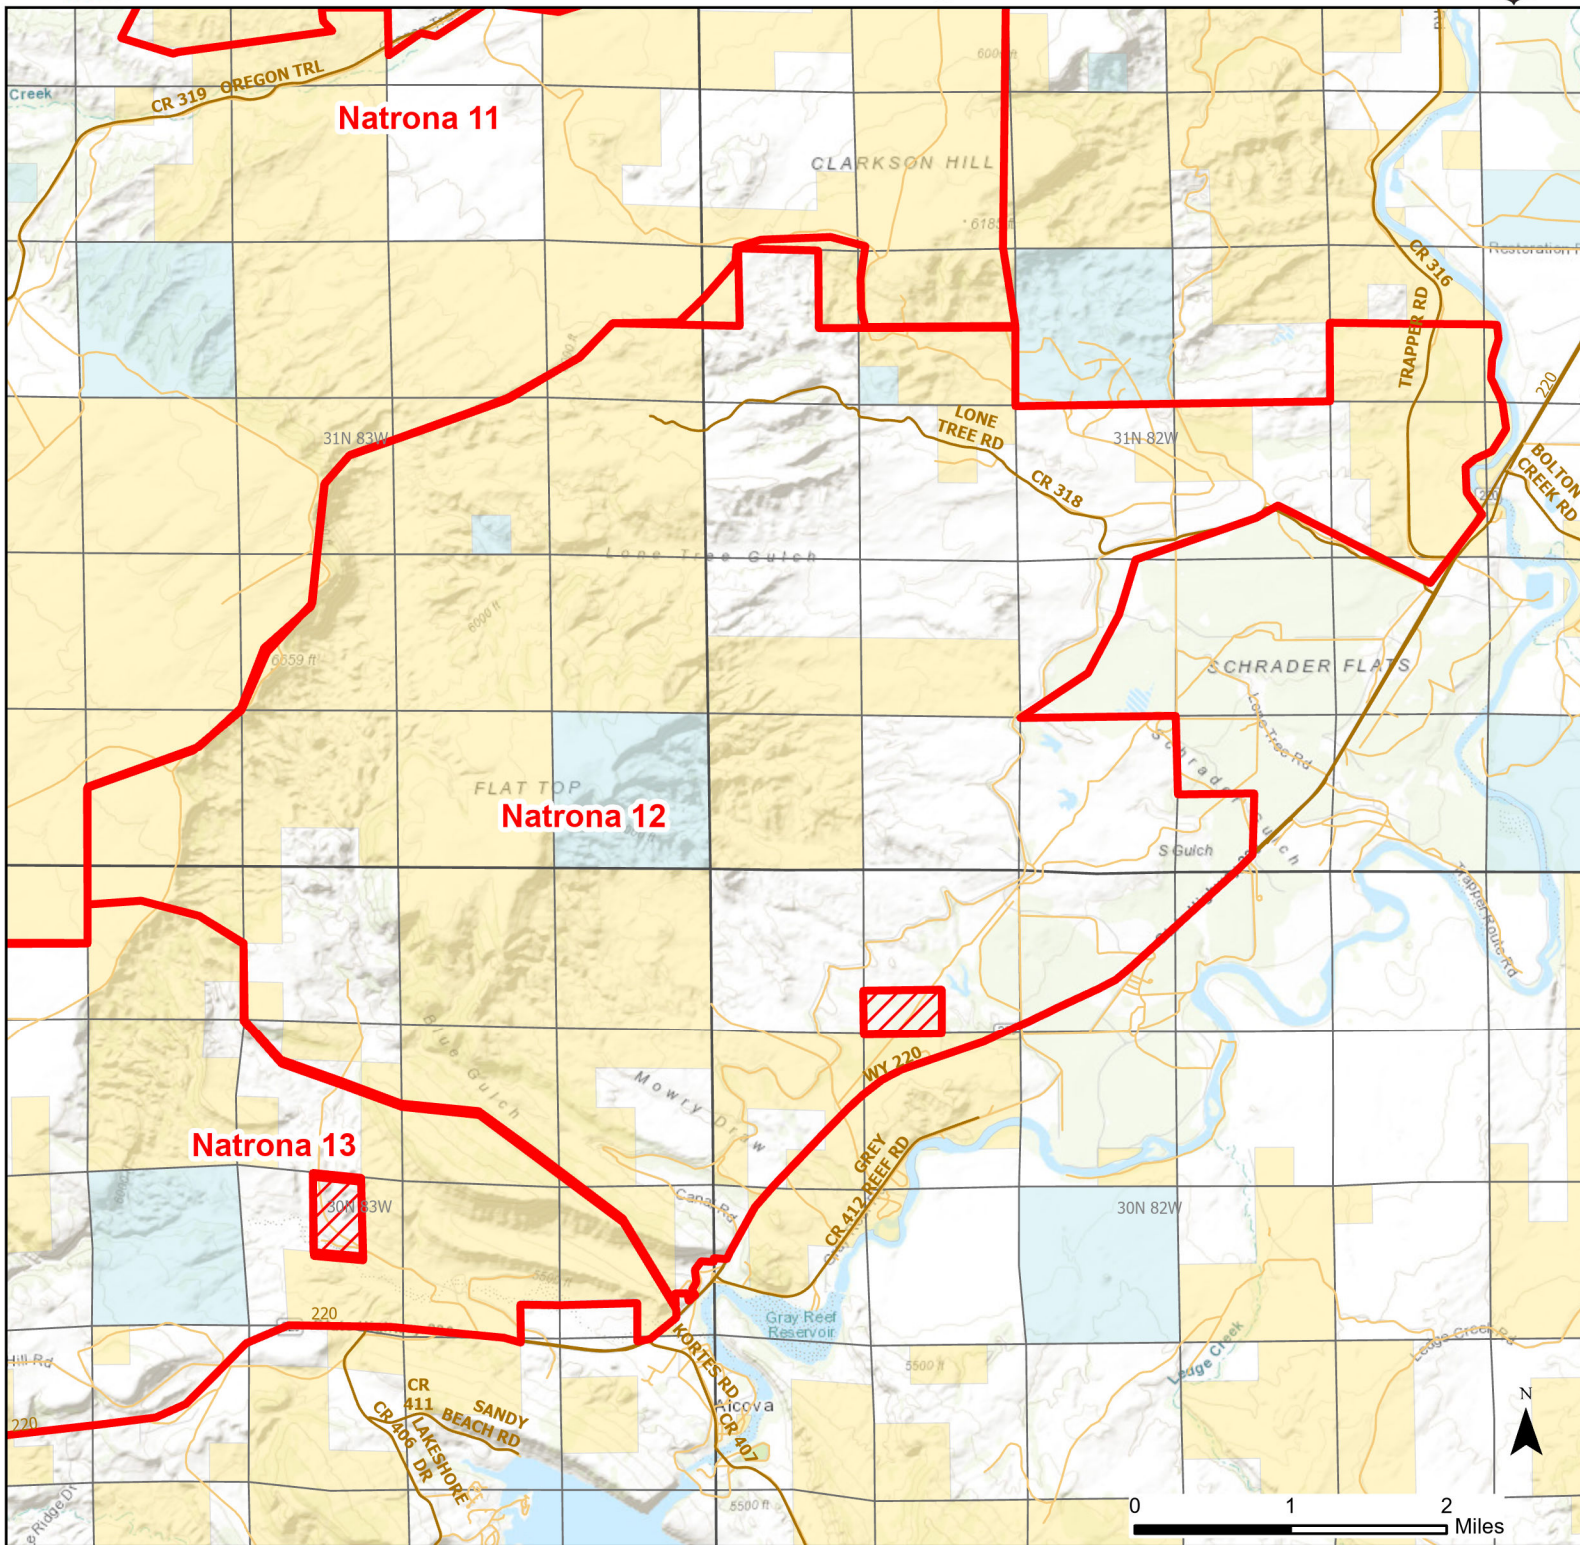 6000 ft
Creek
CR 319 OREGON TRL
Natrona 11
CLARKSON HILL
6185 ft
CR 316
TRAPPER RD
220
LONE
TREE RD
31N 83W
31N 82W
CR 318
BOLTON
CREEK RD
Lone Tree Gulch
6000 ft
6659 ft
SCHRADER FLATS
Lone Tree Rd
Schrader Gulch
FLAT TOP
Natrona 12
S Gulch
Trapper Route Rd
Blue Gulch
Mowry Draw
WY 220
GREY
REEF RD
CR 412
Natrona 13
30N 83W
Canal Rd
30N 82W
5500 ft
220
Gray Reef
Reservoir
Hill Rd
KORTES RD
5500 ft
Ledge Creek
Ledge Creek Rd
CR
411
SANDY
BEACH RD
Alcova
CR 407
CR 406
LAKESHORE
DR
220
N
5500 ft
e Ridge Dr
0 1 2
Miles